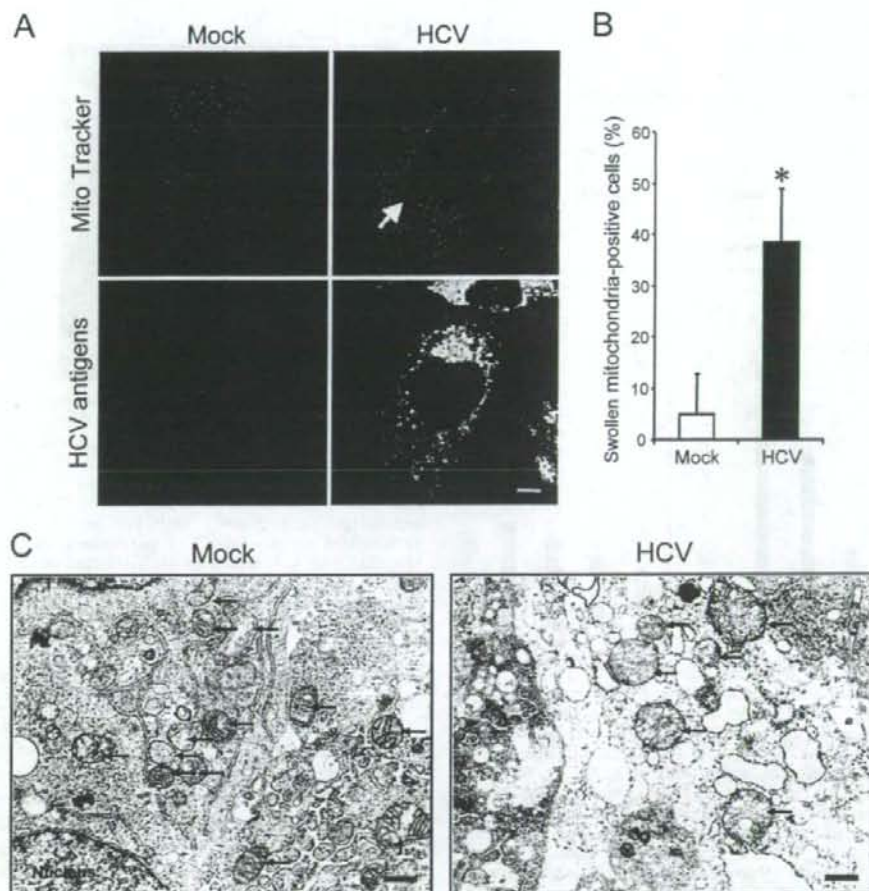 A
Mock
HCV
Mito Tracker
HCV antigens
B
Swollen mitochondria-positive cells (%)
60
50
40
30
20
10
0
*
Mock
HCV
C
Mock
HCV
Nucleus